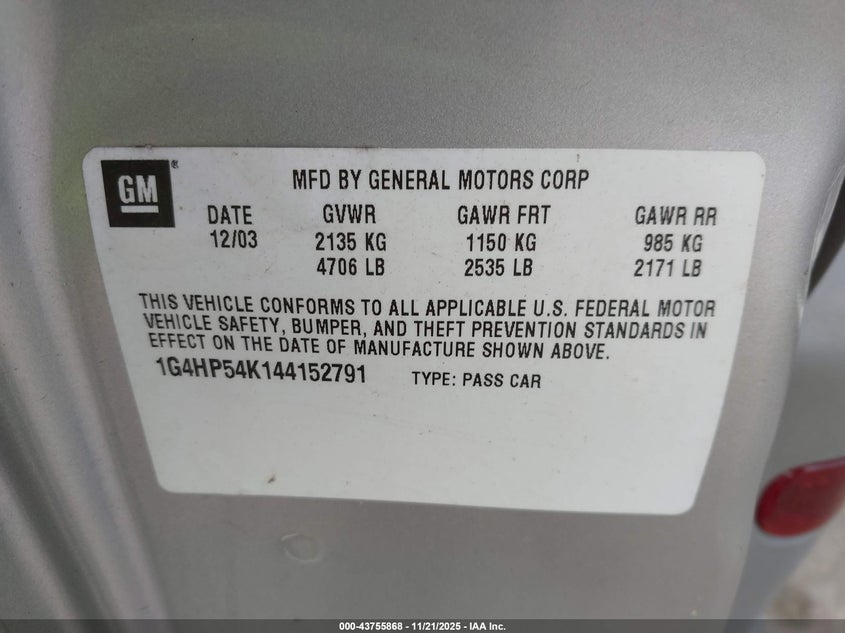 GM®
MFD BY GENERAL MOTORS CORP
DATE GVWR GAWR FRT GAWR RR
12/03 2135 KG 1150 KG 985 KG
4706 LB 2535 LB 2171 LB
THIS VEHICLE CONFORMS TO ALL APPLICABLE U.S. FEDERAL MOTOR
VEHICLE SAFETY, BUMPER, AND THEFT PREVENTION STANDARDS IN
EFFECT ON THE DATE OF MANUFACTURE SHOWN ABOVE.
1G4HP54K144152791 TYPE: PASS CAR
000-43755868 - 11/21/2025 - IAA Inc.